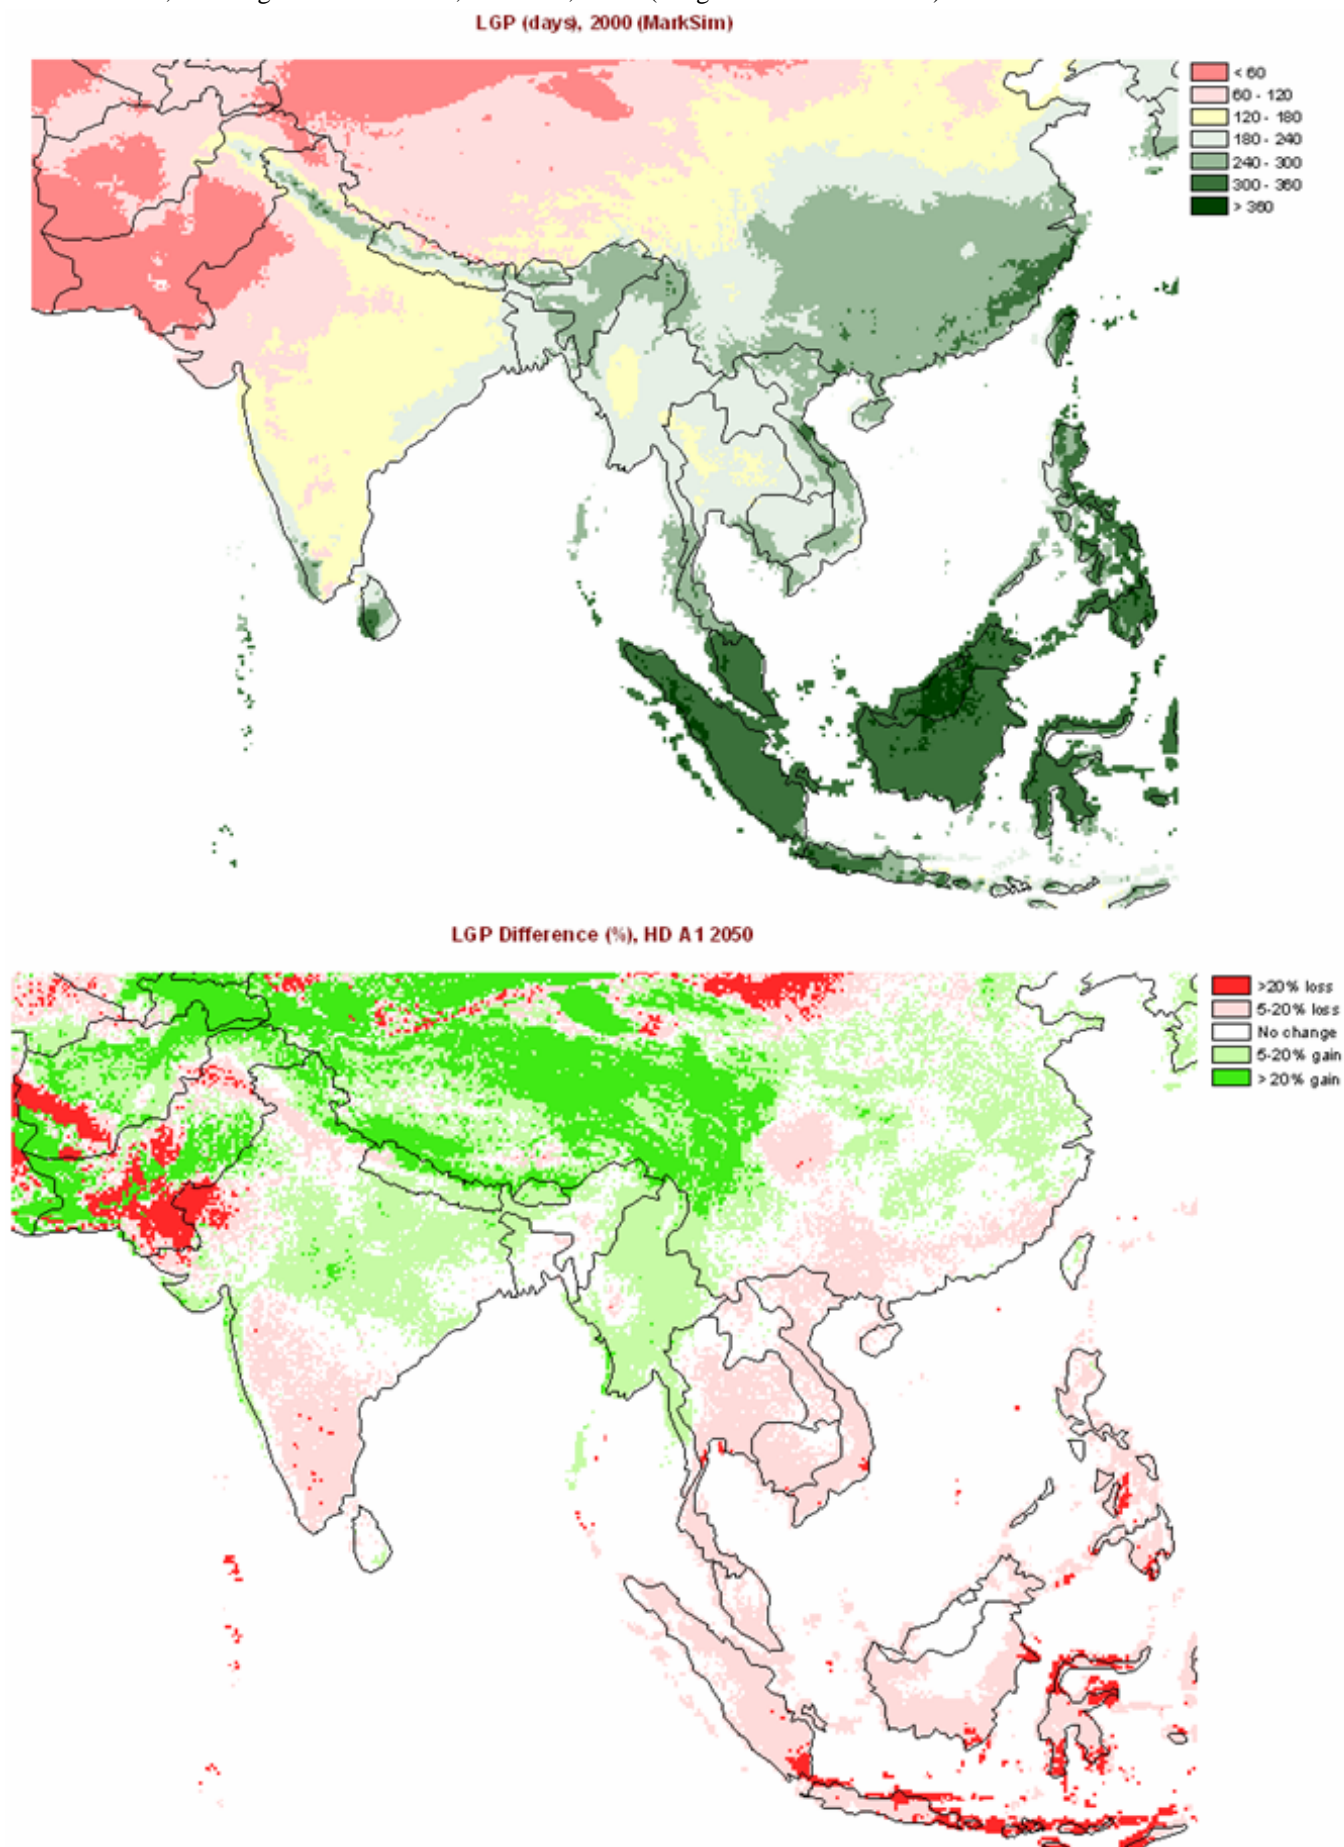 LGP (days), 2000 (MarkSim)
< 60
60 - 120
120 - 180
180 - 240
240 - 300
300 - 360
> 360
LGP Difference (%), HD A1 2050
>20% loss
5-20% loss
No change
5-20% gain
> 20% gain